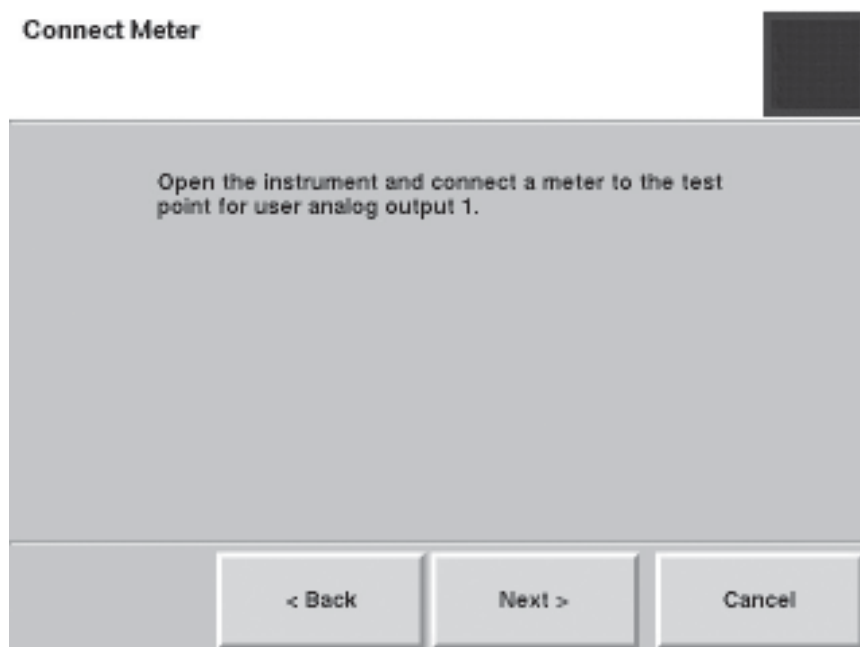 Connect Meter
Open the instrument and connect a meter to the test
point for user analog output 1.
< Back
Next >
Cancel